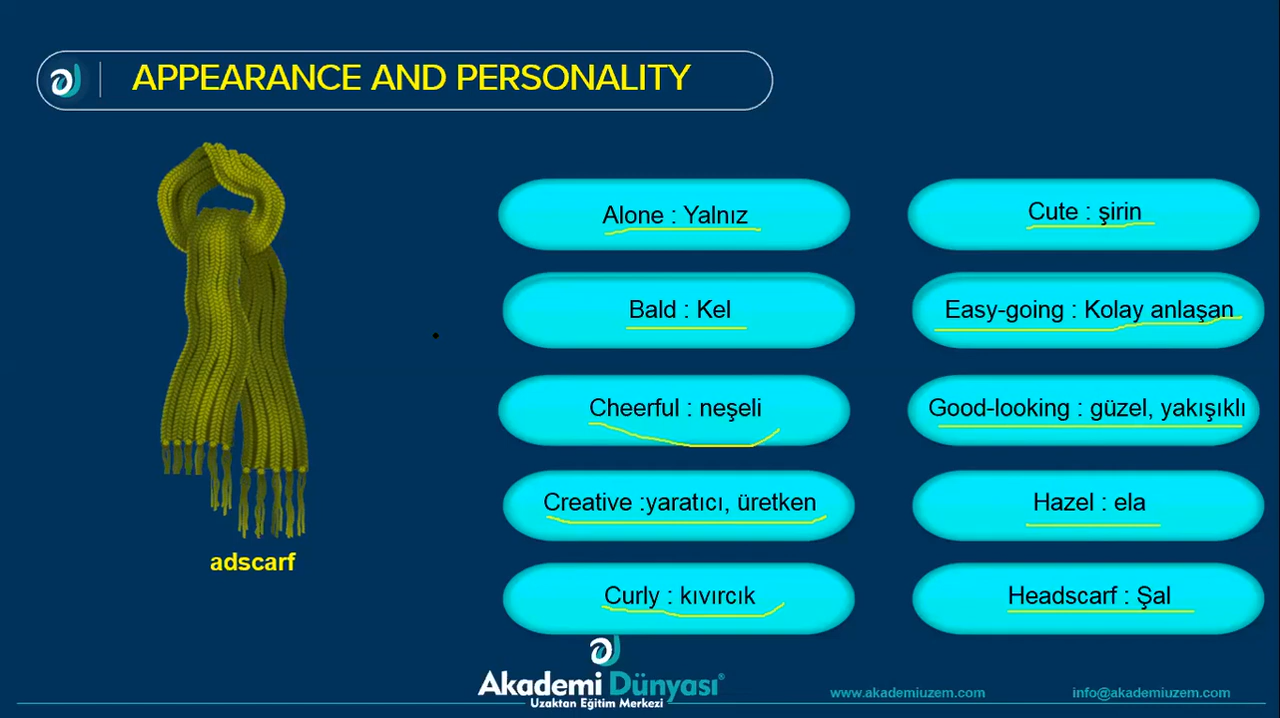 APPEARANCE AND PERSONALITY
Alone : Yalnız
Bald : Kel
Cheerful : neşeli
Creative :yaratıcı, üretken
Curly : kıvırcık
Cute : şirin
Easy-going : Kolay anlaşan
Good-looking : güzel, yakışıklı
Hazel : ela
Headscarf : Şal
adscarf
Akademi Dünyası®
Uzaktan Eğitim Merkezi
www.akademiuzem.com
info@akademiuzem.com